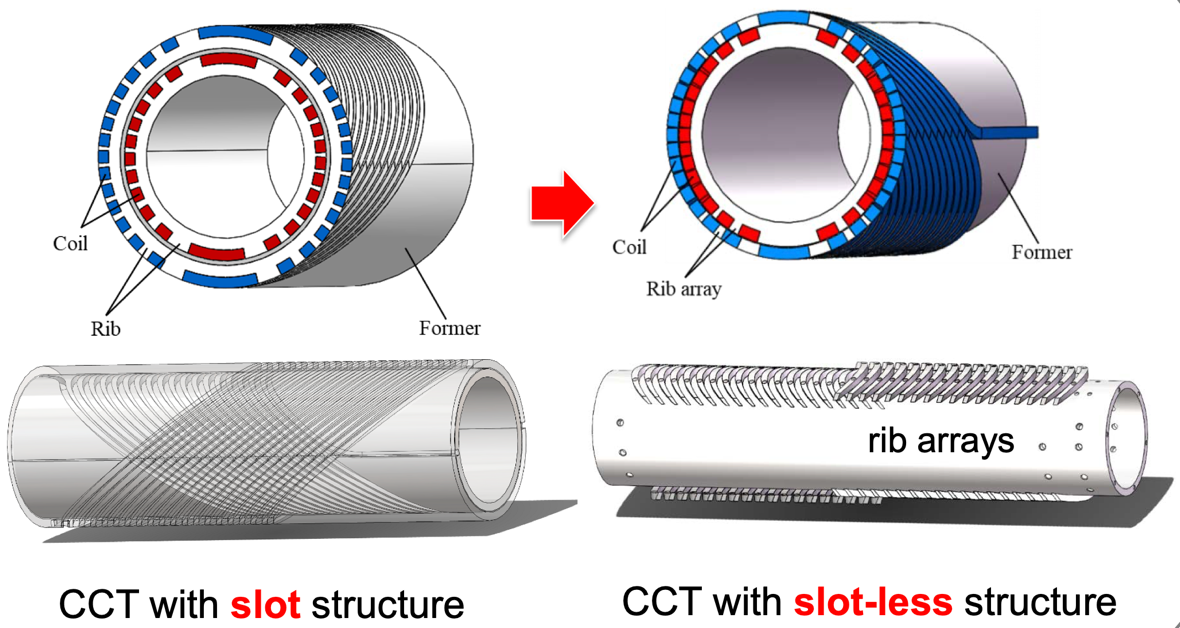 Coil
Rib
Former
Coil
Rib array
Former
rib arrays
CCT with slot structure
CCT with slot-less structure